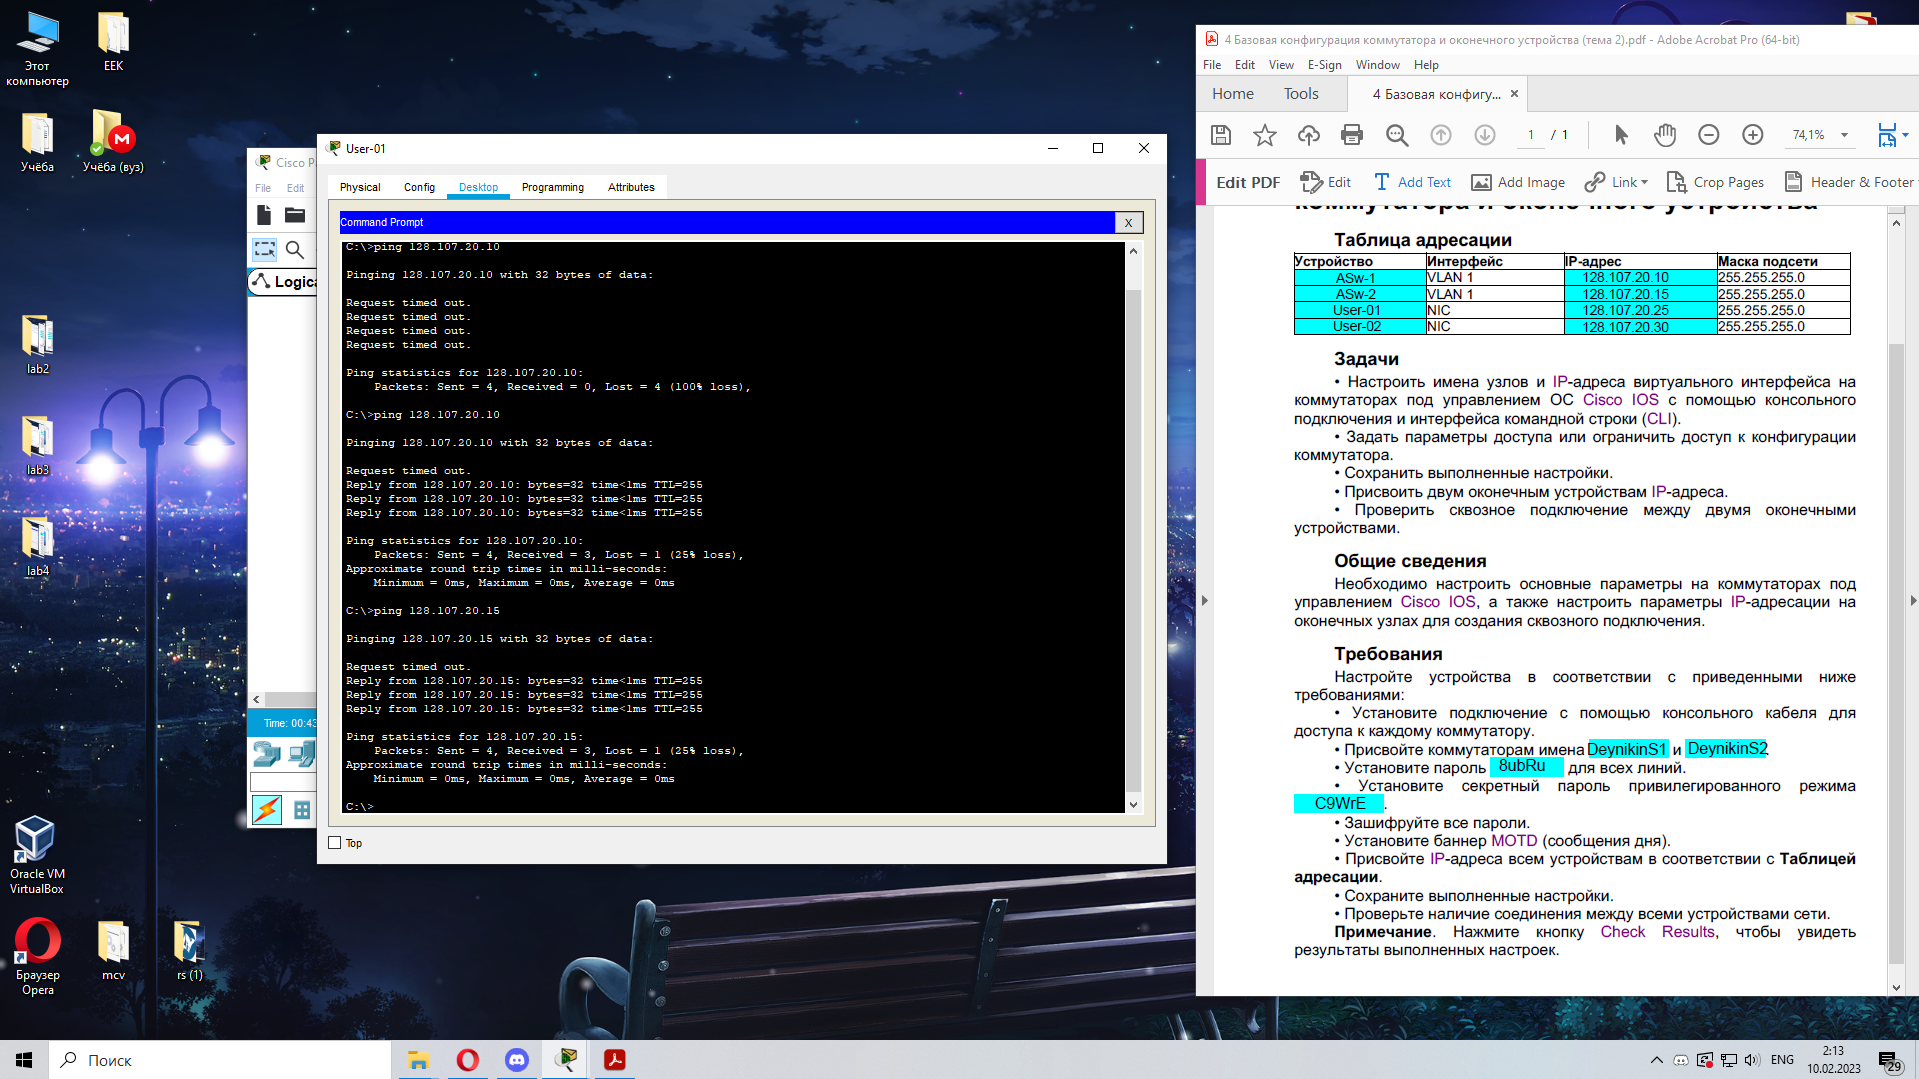 Этот
компьютер
EEK
Учёба
Учёба (вуз)
lab2
lab3
lab4
Oracle VM
VirtualBox
Браузер
Opera
mcv
rs (1)
Cisco P
File Edit
Logica
Time: 00:43
User-01
Physical Config Desktop Programming Attributes
Command Prompt
X
C:\>ping 128.107.20.10
Pinging 128.107.20.10 with 32 bytes of data:
Request timed out.
Request timed out.
Request timed out.
Request timed out.
Ping statistics for 128.107.20.10:
Packets: Sent = 4, Received = 0, Lost = 4 (100% loss),
C:\>ping 128.107.20.10
Pinging 128.107.20.10 with 32 bytes of data:
Request timed out.
Reply from 128.107.20.10: bytes=32 time<1ms TTL=255
Reply from 128.107.20.10: bytes=32 time<1ms TTL=255
Reply from 128.107.20.10: bytes=32 time<1ms TTL=255
Ping statistics for 128.107.20.10:
Packets: Sent = 4, Received = 3, Lost = 1 (25% loss),
Approximate round trip times in milli-seconds:
Minimum = 0ms, Maximum = 0ms, Average = 0ms
C:\>ping 128.107.20.15
Pinging 128.107.20.15 with 32 bytes of data:
Request timed out.
Reply from 128.107.20.15: bytes=32 time<1ms TTL=255
Reply from 128.107.20.15: bytes=32 time<1ms TTL=255
Reply from 128.107.20.15: bytes=32 time<1ms TTL=255
Ping statistics for 128.107.20.15:
Packets: Sent = 4, Received = 3, Lost = 1 (25% loss),
Approximate round trip times in milli-seconds:
Minimum = 0ms, Maximum = 0ms, Average = 0ms
C:\>
Top
4 Базовая конфигурация коммутатора и оконечного устройства (тема 2).pdf - Adobe Acrobat Pro (64-bit)
File Edit View E-Sign Window Help
Home Tools 4 Базовая конфигу... ×
1 / 1 74,1%
Edit PDF Edit Add Text Add Image Link Crop Pages Header & Footer
коммутатора и оконечного устройства
Таблица адресации
Устройство Интерфейс IP-адрес Маска подсети
ASw-1 VLAN 1 128.107.20.10 255.255.255.0
ASw-2 VLAN 1 128.107.20.15 255.255.255.0
User-01 NIC 128.107.20.25 255.255.255.0
User-02 NIC 128.107.20.30 255.255.255.0
Задачи
• Настроить имена узлов и IP-адреса виртуального интерфейса на
коммутаторах под управлением ОС Cisco IOS с помощью консольного
подключения и интерфейса командной строки (CLI).
• Задать параметры доступа или ограничить доступ к конфигурации
коммутатора.
• Сохранить выполненные настройки.
• Присвоить двум оконечным устройствам IP-адреса.
• Проверить сквозное подключение между двумя оконечными
устройствами.
Общие сведения
Необходимо настроить основные параметры на коммутаторах под
управлением Cisco IOS, а также настроить параметры IP-адресации на
оконечных узлах для создания сквозного подключения.
Требования
Настройте устройства в соответствии с приведенными ниже
требованиями:
• Установите подключение с помощью консольного кабеля для
доступа к каждому коммутатору.
• Присвойте коммутаторам имена DeynikinS1 и DeynikinS2.
• Установите пароль 8ubRu для всех линий.
• Установите секретный пароль привилегированного режима
C9WrE .
• Зашифруйте все пароли.
• Установите баннер MOTD (сообщения дня).
• Присвойте IP-адреса всем устройствам в соответствии с Таблицей
адресации.
• Сохраните выполненные настройки.
• Проверьте наличие соединения между всеми устройствами сети.
Примечание. Нажмите кнопку Check Results, чтобы увидеть
результаты выполненных настроек.
Поиск
ENG
2:13
10.02.2023
29